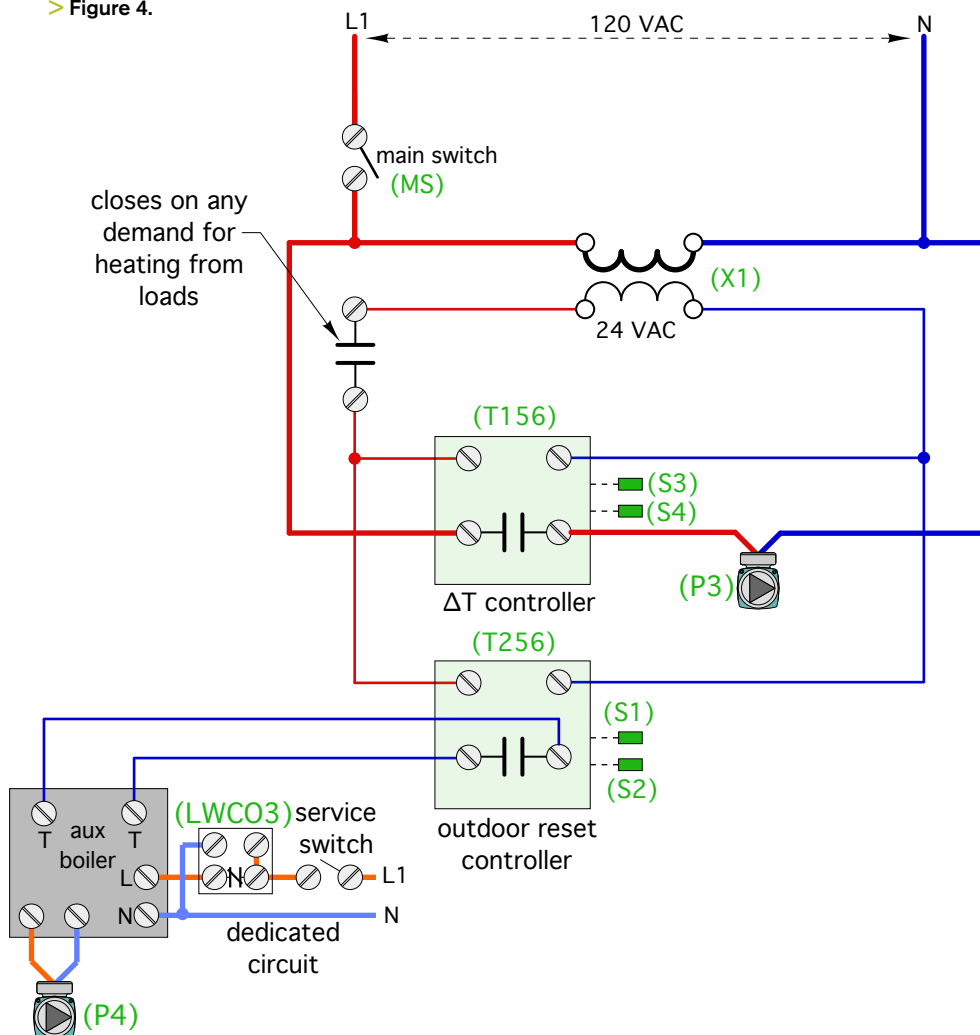 > Figure 4.
L1
120 VAC
N
main switch
(MS)
closes on any
demand for
heating from
loads
(X1)
24 VAC
(T156)
(S3)
(S4)
(P3)
ΔT controller
(T256)
(S1)
(S2)
outdoor reset
controller
(LWCO3)
service
switch
T
T
aux
boiler
L
N
L1
N
N
dedicated
circuit
(P4)